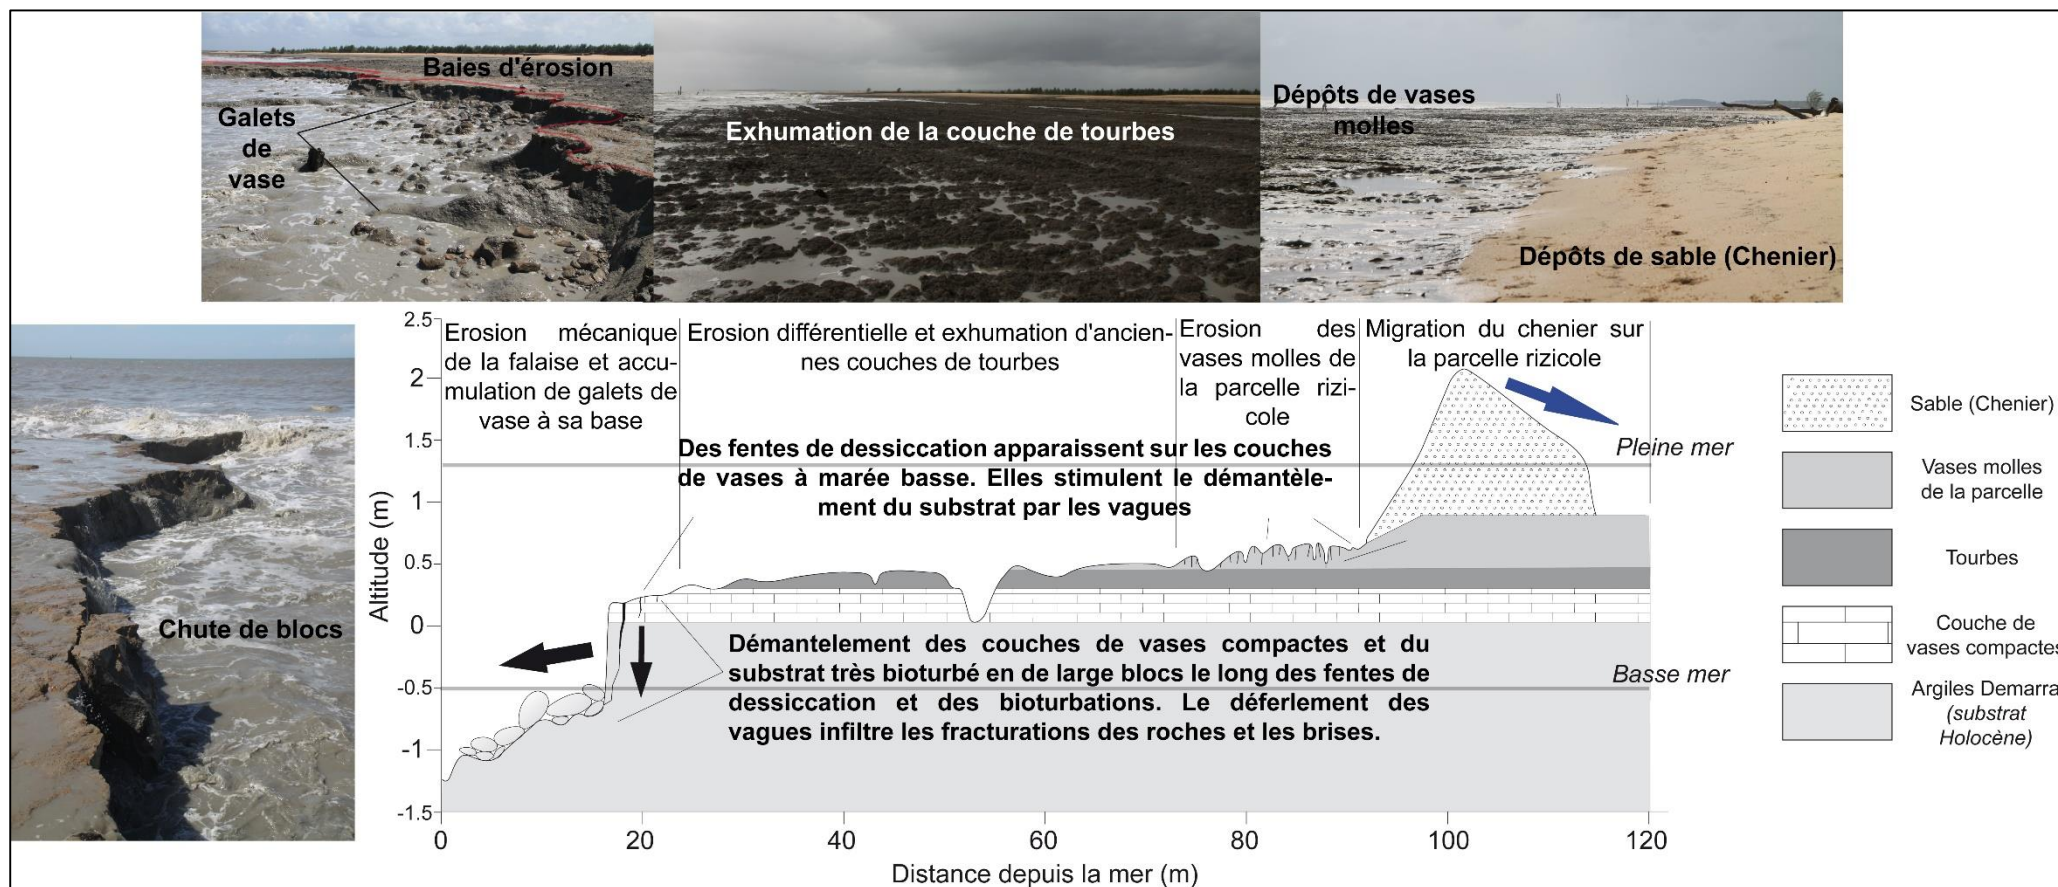 Baies d'érosion
Galets
de
vase
Exhumation de la couche de tourbes
Dépôts de vases
molles
Dépôts de sable (Chenier)
Chute de blocs
Erosion mécanique
de la falaise et accu-
mulation de galets de
vase à sa base
Erosion différentielle et exhumation d'ancien-
nes couches de tourbes
Erosion des
vases molles de
la parcelle rizi-
cole
Migration du chenier sur
la parcelle rizicole
Des fentes de dessiccation apparaissent sur les couches
de vases à marée basse. Elles stimulent le démantèle-
ment du substrat par les vagues
Pleine mer
Démantelement des couches de vases compactes et du
substrat très bioturbé en de large blocs le long des fentes de
dessiccation et des bioturbations. Le déferlement des
vagues infiltre les fracturations des roches et les brises.
Basse mer
Altitude (m)
2.5
2
1.5
1
0.5
0
-0.5
-1
-1.5
0 20 40 60 80 100 120
Distance depuis la mer (m)
Sable (Chenier)
Vases molles
de la parcelle
Tourbes
Couche de
vases compactes
Argiles Demarra
(substrat
Holocène)